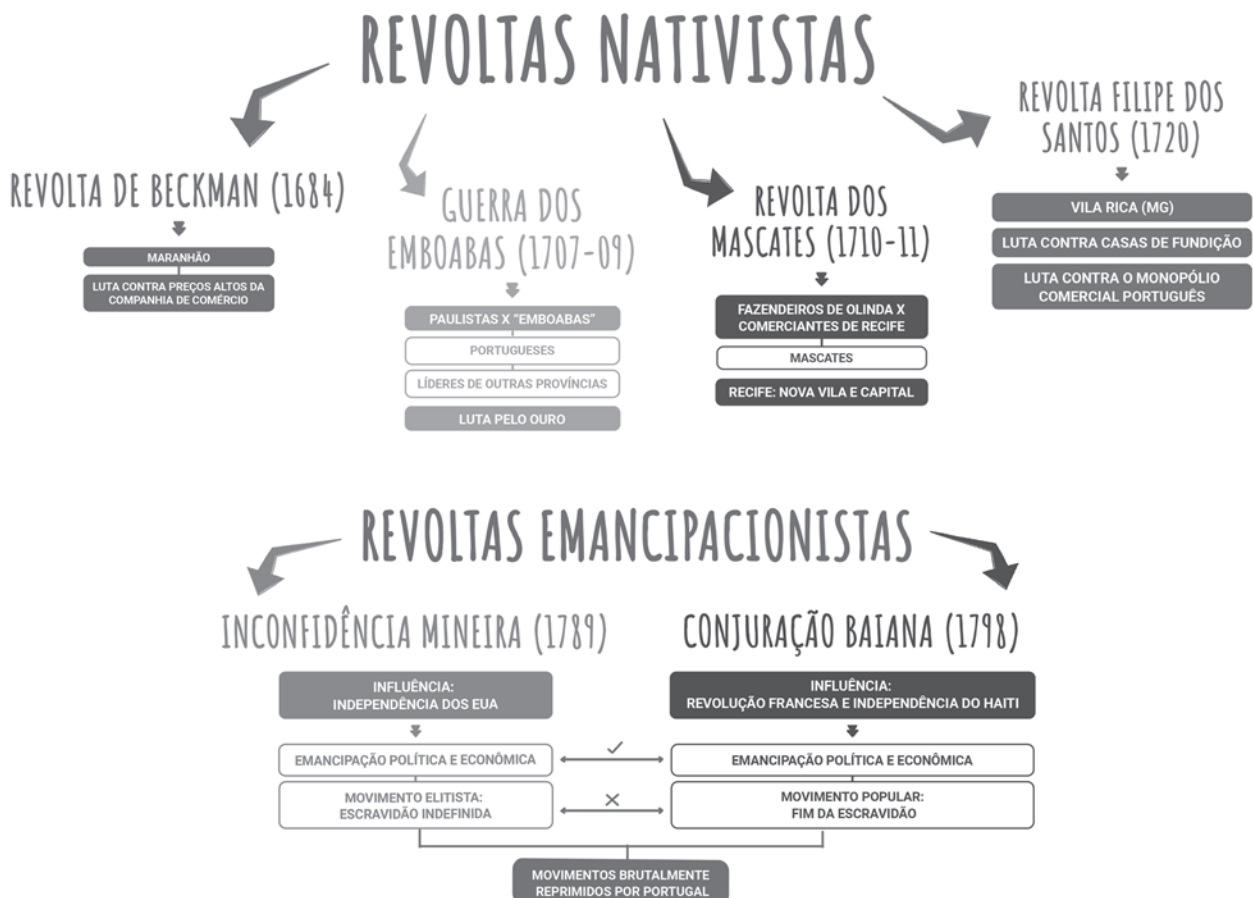 REVOLTAS NATIVISTAS
REVOLTA DE BECKMAN (1684)
MARANHÃO
LUTA CONTRA PREÇOS ALTOS DA
COMPANHIA DE COMÉRCIO
GUERRA DOS
EMBOABAS (1707-09)
PAULISTAS X "EMBOABAS"
PORTUGUESES
LÍDERES DE OUTRAS PROVÍNCIAS
LUTA PELO OURO
REVOLTA DOS
MASCATES (1710-11)
FAZENDEIROS DE OLINDA X
COMERCIANTES DE RECIFE
MASCATES
RECIFE: NOVA VILA E CAPITAL
REVOLTA FILIPE DOS
SANTOS (1720)
VILA RICA (MG)
LUTA CONTRA CASAS DE FUNDIÇÃO
LUTA CONTRA O MONOPÓLIO
COMERCIAL PORTUGUÊS
REVOLTAS EMANCIPACIONISTAS
INCONFIDÊNCIA MINEIRA (1789)
INFLUÊNCIA:
INDEPENDÊNCIA DOS EUA
EMANCIPAÇÃO POLÍTICA E ECONÔMICA
MOVIMENTO ELITISTA:
ESCRAVIDÃO INDEFINIDA
CONJURAÇÃO BAIANA (1798)
INFLUÊNCIA:
REVOLUÇÃO FRANCESA E INDEPENDÊNCIA DO HAITI
EMANCIPAÇÃO POLÍTICA E ECONÔMICA
MOVIMENTO POPULAR:
FIM DA ESCRAVIDÃO
MOVIMENTOS BRUTALMENTE
REPRIMIDOS POR PORTUGAL